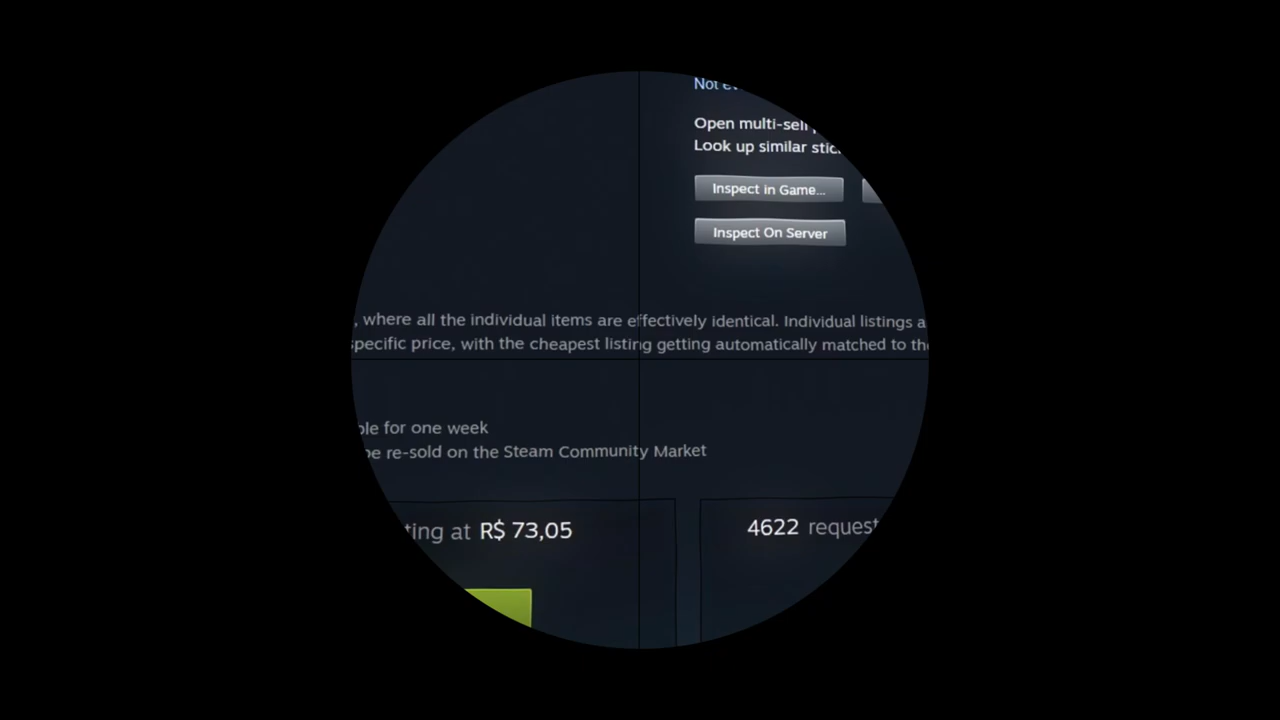 Open multi-sell
Look up similar
Inspect in Game...
Inspect On Server
, where all the individual items are effectively identical. Individual listings
specific price, with the cheapest listing getting automatically matched to the
for one week
be re-sold on the Steam Community Market
at R$ 73,05
4622 request